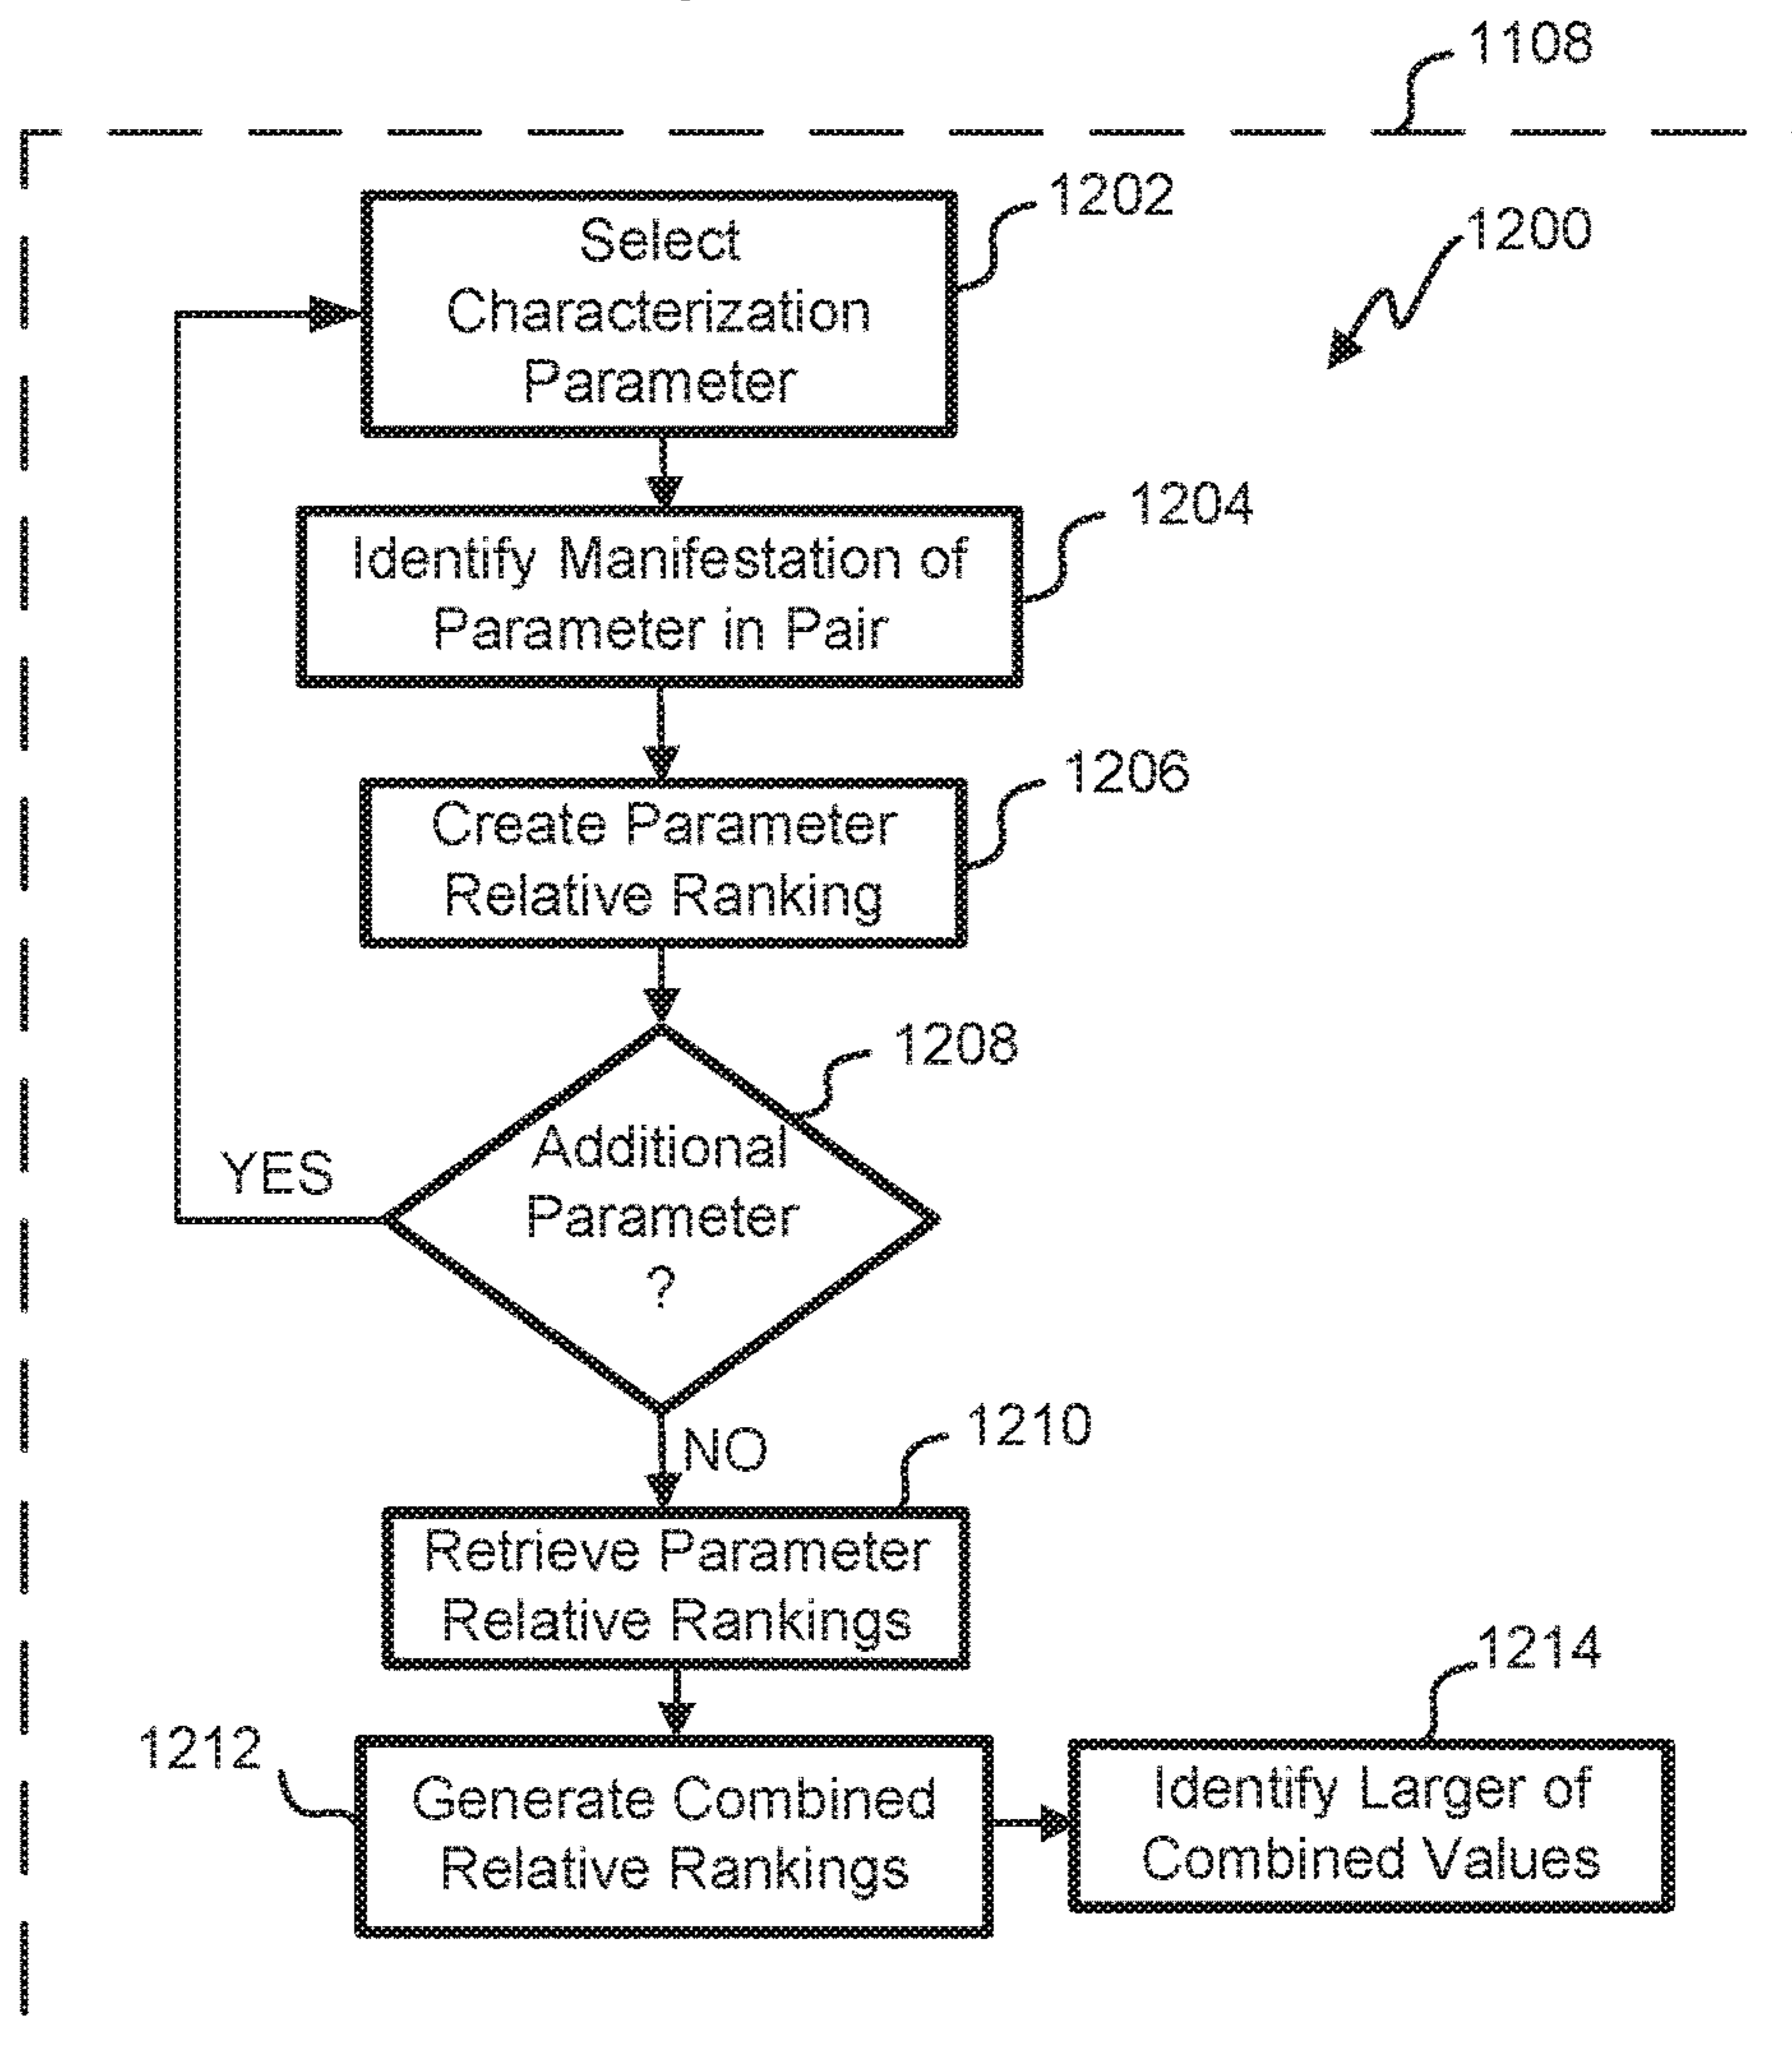 1108
1202
1200
Select
Characterization
Parameter
1204
Identify Manifestation of
Parameter in Pair
1206
Create Parameter
Relative Ranking
1208
Additional
Parameter
?
YES
NO
1210
Retrieve Parameter
Relative Rankings
1214
1212
Generate Combined
Relative Rankings
Identify Larger of
Combined Values